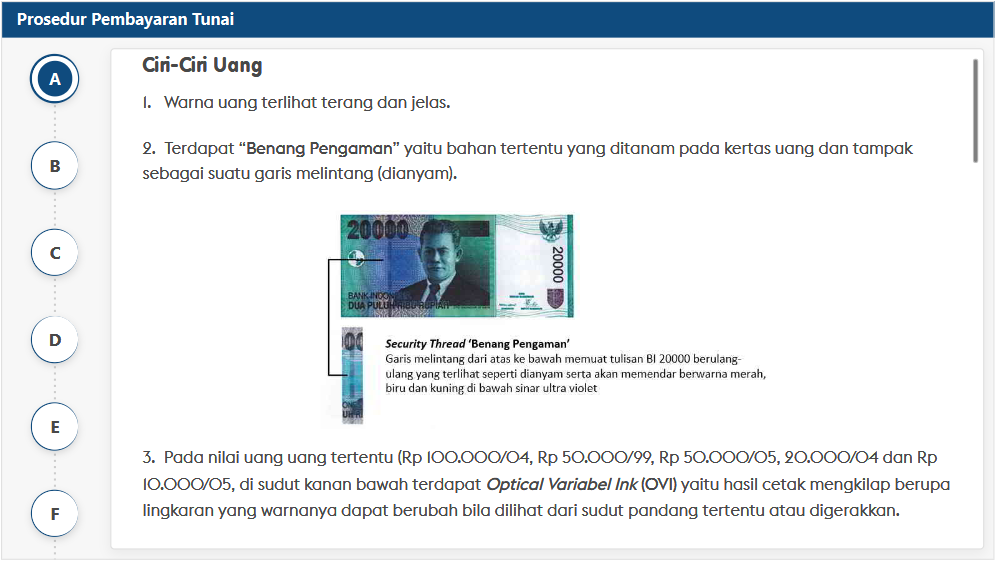 Prosedur Pembayaran Tunai
A
Ciri-Ciri Uang
1. Warna uang terlihat terang dan jelas.
B
2. Terdapat “Benang Pengaman” yaitu bahan tertentu yang ditanam pada kertas uang dan tampak
sebagai suatu garis melintang (dianyam).
C
20000
20000
BANK INDONESIA
DUA PULUH RIBU RUPIAH
D
Security Thread ‘Benang Pengaman’
Garis melintang dari atas ke bawah memuat tulisan BI 20000 berulang-
ulang yang terlihat seperti dianyam serta akan memendar berwarna merah,
biru dan kuning di bawah sinar ultra violet
E
3. Pada nilai uang uang tertentu (Rp 100.000/04, Rp 50.000/99, Rp 50.000/05, 20.000/04 dan Rp
10.000/05, di sudut kanan bawah terdapat Optical Variabel Ink (OVI) yaitu hasil cetak mengkilap berupa
lingkaran yang warnanya dapat berubah bila dilihat dari sudut pandang tertentu atau digerakkan.
F